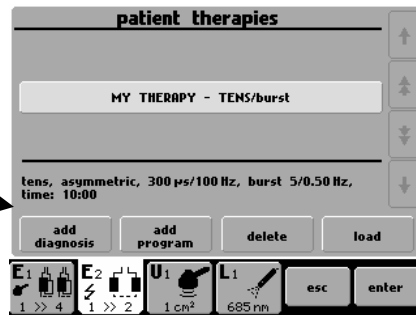 patient therapies
MY THERAPY - TENS/burst
tens, asymmetric, 300 µs/100 Hz, burst 5/0.50 Hz,
time: 10:00
add diagnosis
add program
delete
load
E1
1 >> 4
E2
1 >> 2
U1
1 cm²
L1
685 nm
esc
enter